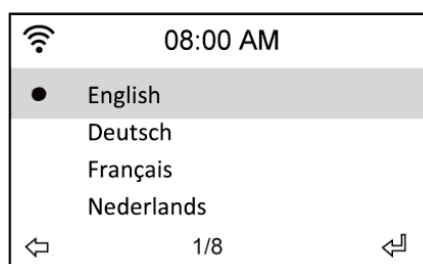 08:00 AM
English
Deutsch
Français
Nederlands
1/8